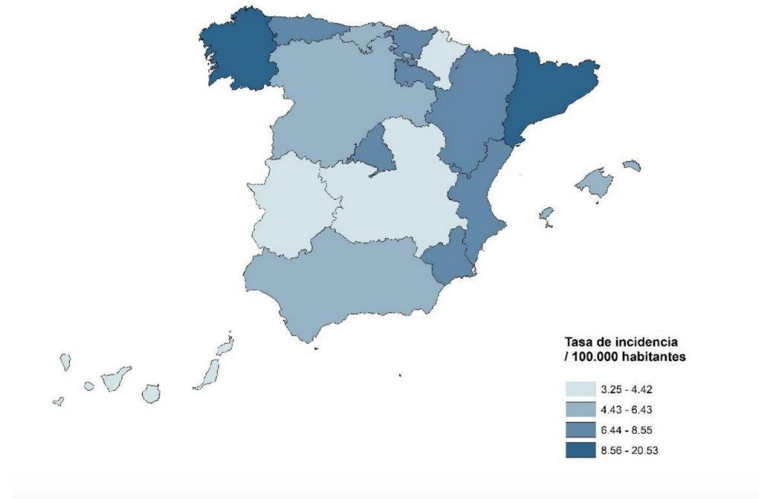 Tasa de incidencia
/ 100.000 habitantes
3.25 - 4.42
4.43 - 6.43
6.44 - 8.55
8.56 - 20.53